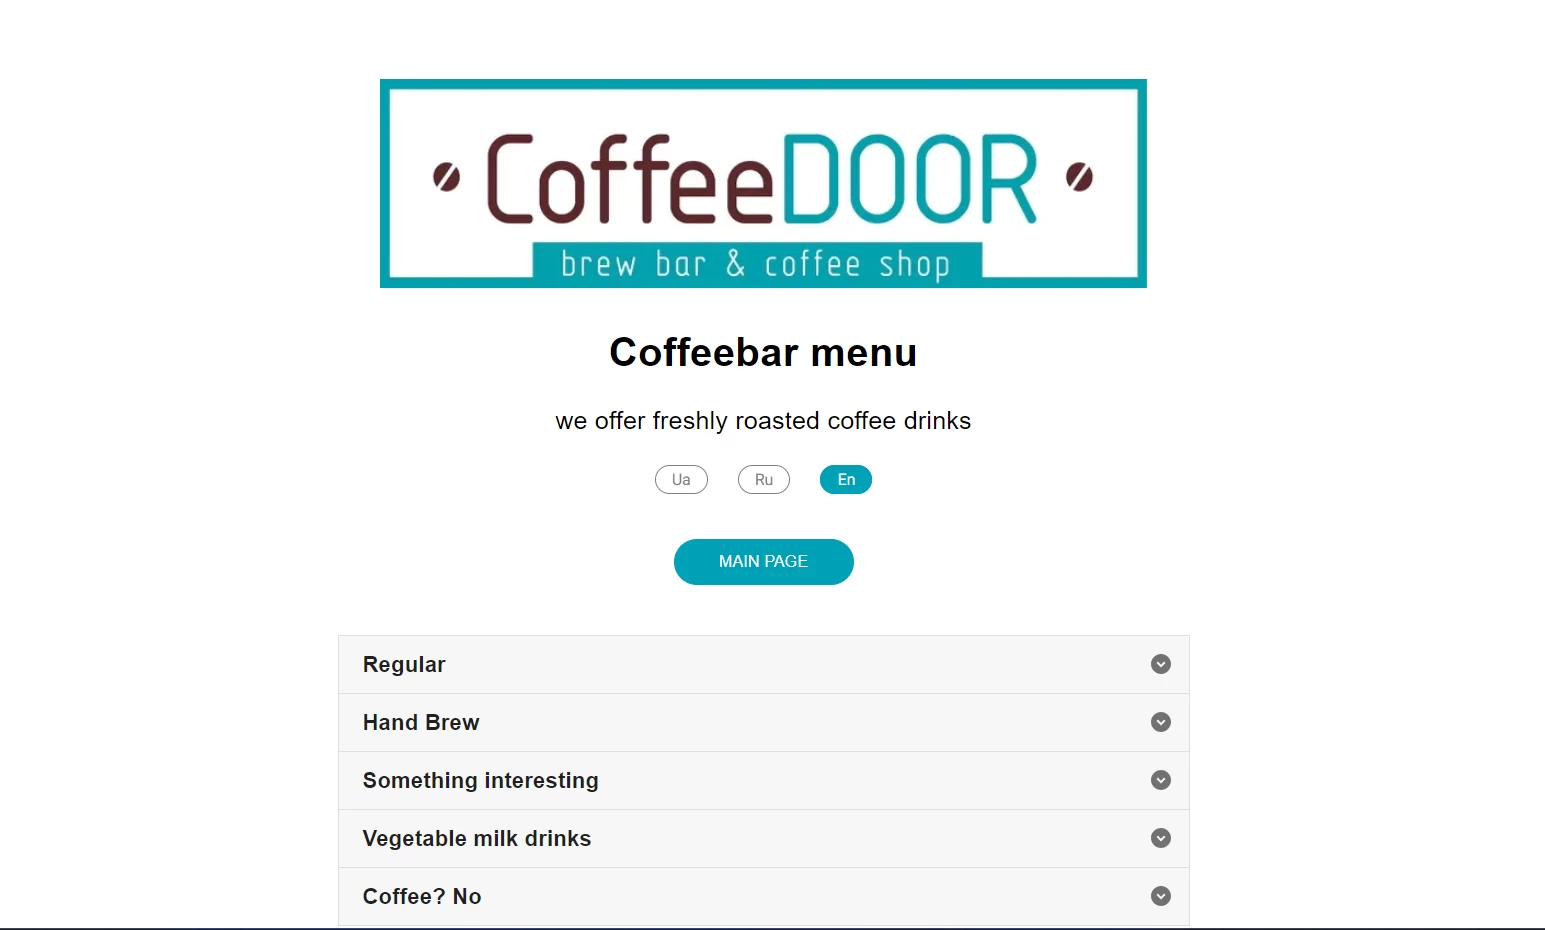 CoffeeDOOR
brew bar & coffee shop
Coffeebar menu
we offer freshly roasted coffee drinks
Ua Ru En
MAIN PAGE
Regular
Hand Brew
Something interesting
Vegetable milk drinks
Coffee? No